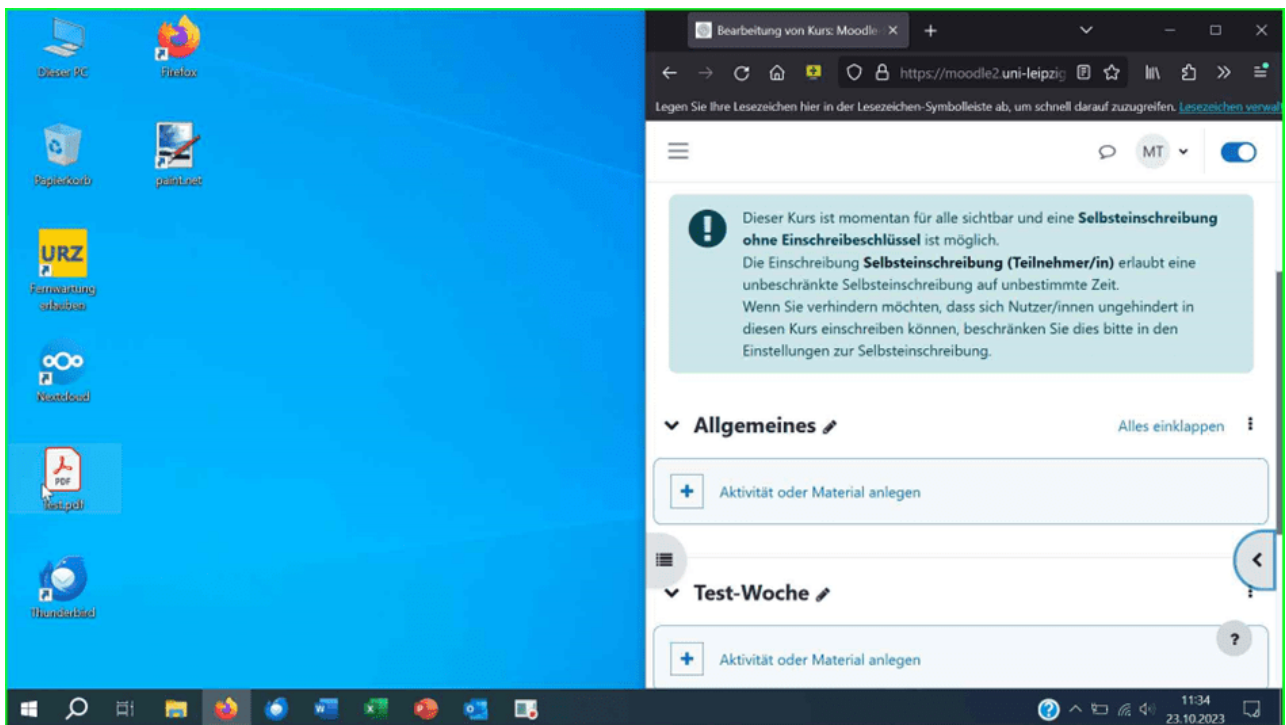 Dieser PC
Firefox
Papierkorb
paint.net
URZ
Fernwartung
erlauben
Nextcloud
PDF
Test.pdf
Thunderbird
Bearbeitung von Kurs: Moodle
https://moodle2.uni-leipzig
Legen Sie Ihre Lesezeichen hier in der Lesezeichen-Symbolleiste ab, um schnell darauf zuzugreifen. Lesezeichen verwal
MT
Dieser Kurs ist momentan für alle sichtbar und eine Selbsteinschreibung
ohne Einschreibeschlüssel ist möglich.
Die Einschreibung Selbsteinschreibung (Teilnehmer/in) erlaubt eine
unbeschränkte Selbsteinschreibung auf unbestimmte Zeit.
Wenn Sie verhindern möchten, dass sich Nutzer/innen ungehindert in
diesen Kurs einschreiben können, beschränken Sie dies bitte in den
Einstellungen zur Selbsteinschreibung.
Allgemeines
Alles einklappen
Aktivität oder Material anlegen
Test-Woche
Aktivität oder Material anlegen
11:34
23.10.2023